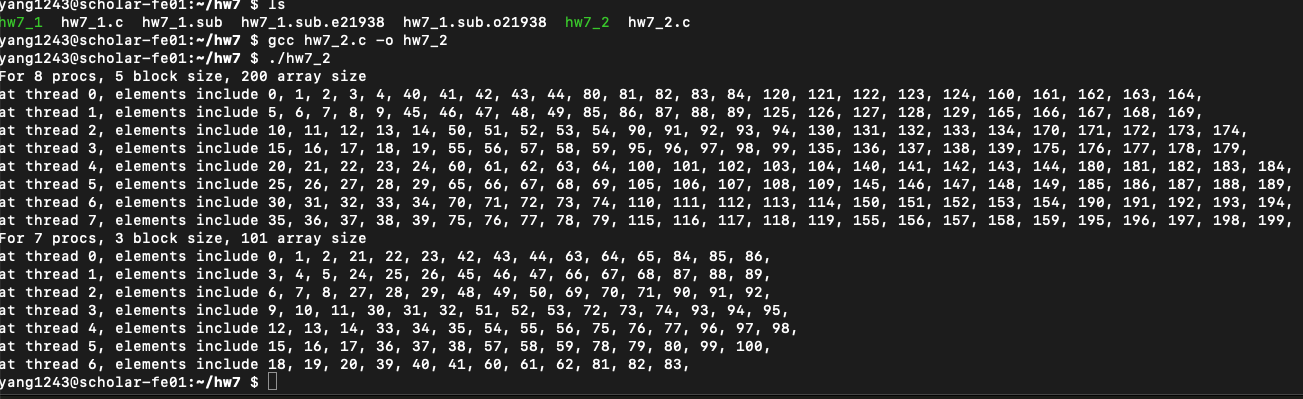 yang1243@scholar-fe01:~/hw7 $ ls
hw7_1  hw7_1.c  hw7_1.sub  hw7_1.sub.e21938  hw7_1.sub.o21938  hw7_2  hw7_2.c
yang1243@scholar-fe01:~/hw7 $ gcc hw7_2.c -o hw7_2
yang1243@scholar-fe01:~/hw7 $ ./hw7_2
For 8 procs, 5 block size, 200 array size
at thread 0, elements include 0, 1, 2, 3, 4, 40, 41, 42, 43, 44, 80, 81, 82, 83, 84, 120, 121, 122, 123, 124, 160, 161, 162, 163, 164,
at thread 1, elements include 5, 6, 7, 8, 9, 45, 46, 47, 48, 49, 85, 86, 87, 88, 89, 125, 126, 127, 128, 129, 165, 166, 167, 168, 169,
at thread 2, elements include 10, 11, 12, 13, 14, 50, 51, 52, 53, 54, 90, 91, 92, 93, 94, 130, 131, 132, 133, 134, 170, 171, 172, 173, 174,
at thread 3, elements include 15, 16, 17, 18, 19, 55, 56, 57, 58, 59, 95, 96, 97, 98, 99, 135, 136, 137, 138, 139, 175, 176, 177, 178, 179,
at thread 4, elements include 20, 21, 22, 23, 24, 60, 61, 62, 63, 64, 100, 101, 102, 103, 104, 140, 141, 142, 143, 144, 180, 181, 182, 183, 184,
at thread 5, elements include 25, 26, 27, 28, 29, 65, 66, 67, 68, 69, 105, 106, 107, 108, 109, 145, 146, 147, 148, 149, 185, 186, 187, 188, 189,
at thread 6, elements include 30, 31, 32, 33, 34, 70, 71, 72, 73, 74, 110, 111, 112, 113, 114, 150, 151, 152, 153, 154, 190, 191, 192, 193, 194,
at thread 7, elements include 35, 36, 37, 38, 39, 75, 76, 77, 78, 79, 115, 116, 117, 118, 119, 155, 156, 157, 158, 159, 195, 196, 197, 198, 199,
For 7 procs, 3 block size, 101 array size
at thread 0, elements include 0, 1, 2, 21, 22, 23, 42, 43, 44, 63, 64, 65, 84, 85, 86,
at thread 1, elements include 3, 4, 5, 24, 25, 26, 45, 46, 47, 66, 67, 68, 87, 88, 89,
at thread 2, elements include 6, 7, 8, 27, 28, 29, 48, 49, 50, 69, 70, 71, 90, 91, 92,
at thread 3, elements include 9, 10, 11, 30, 31, 32, 51, 52, 53, 72, 73, 74, 93, 94, 95,
at thread 4, elements include 12, 13, 14, 33, 34, 35, 54, 55, 56, 75, 76, 77, 96, 97, 98,
at thread 5, elements include 15, 16, 17, 36, 37, 38, 57, 58, 59, 78, 79, 80, 99, 100,
at thread 6, elements include 18, 19, 20, 39, 40, 41, 60, 61, 62, 81, 82, 83,
yang1243@scholar-fe01:~/hw7 $